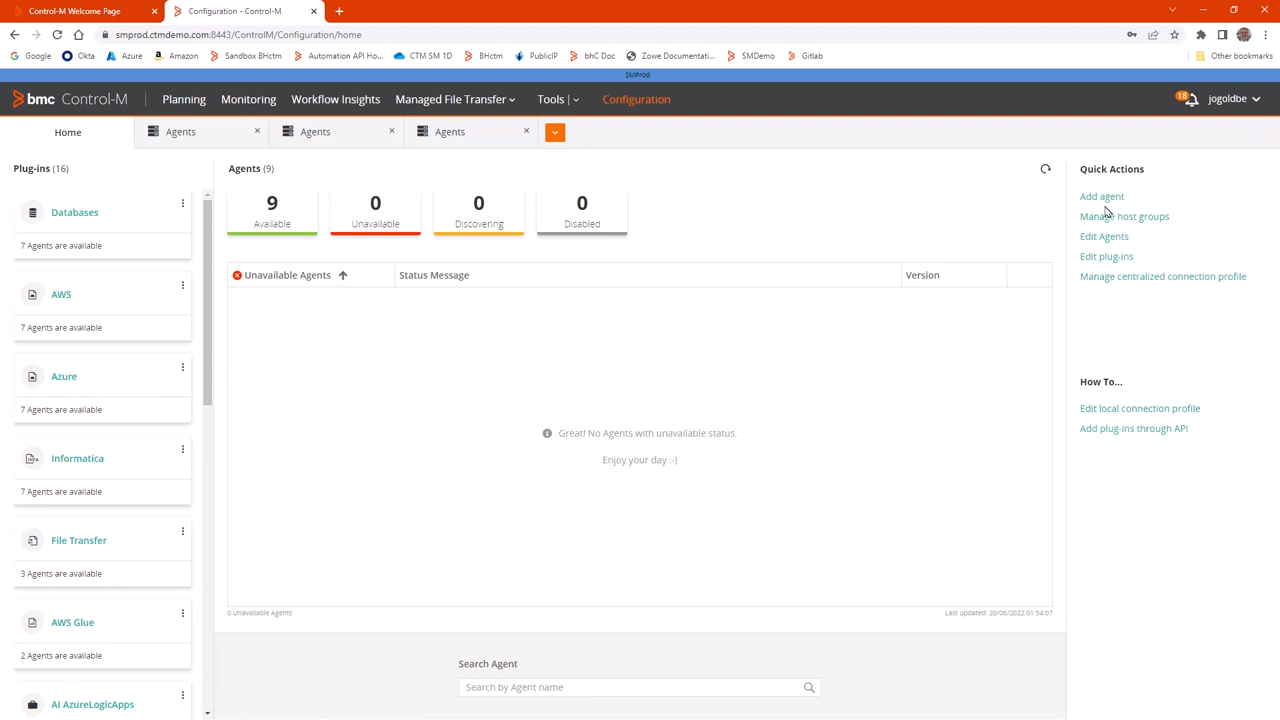 Control-M Welcome Page
Configuration - Control-M
smprod.ctmdemo.com:8443/ControlM/Configuration/home
Google
Okta
Azure
Amazon
Sandbox BHctm
Automation API Ho...
CTM SM 1D
BHctm
PublicIP
bhC Doc
Zowe Documentati...
SMDemo
Gitlab
Other bookmarks
SMProd
bmc Control-M
Planning
Monitoring
Workflow Insights
Managed File Transfer
Tools
Configuration
18
jogoldbe
Home
Agents
Agents
Agents
Plug-ins (16)
Databases
7 Agents are available
AWS
7 Agents are available
Azure
7 Agents are available
Informatica
7 Agents are available
File Transfer
3 Agents are available
AWS Glue
2 Agents are available
AI AzureLogicApps
Agents (9)
9
Available
0
Unavailable
0
Discovering
0
Disabled
Unavailable Agents
Status Message
Version
Great! No Agents with unavailable status.
Enjoy your day :-)
0 Unavailable Agents
Last updated: 20/06/2022 01:54:07
Search Agent
Search by Agent name
Quick Actions
Add agent
Manage host groups
Edit Agents
Edit plug-ins
Manage centralized connection profile
How To...
Edit local connection profile
Add plug-ins through API